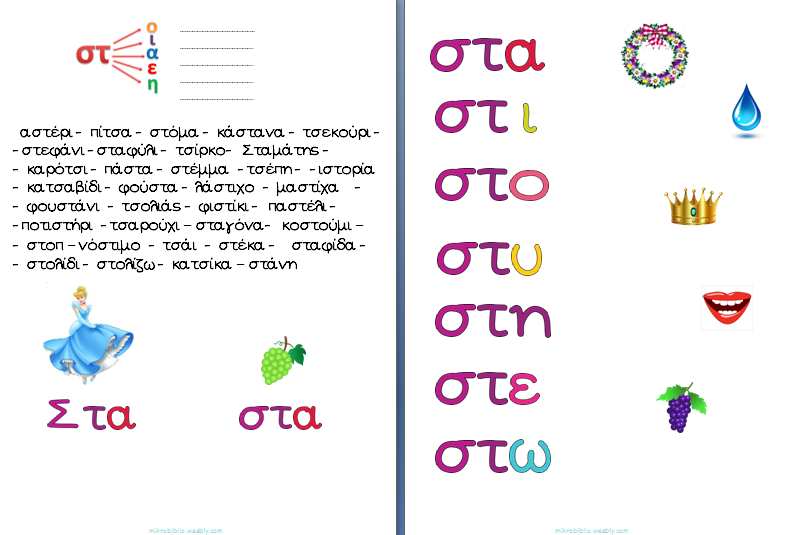 στ
ο
ι
α
ε
η
αστέρι - πίτσα - στόμα - κάστανα - τσεκούρι -
- στεφάνι - σταφύλι - τσίρκο- Σταμάτης -
- καρότσι - πάστα - στέμμα - τσέπη - - ιστορία
- κατσαβίδι - φούστα - λάστιχο - μαστίχα -
- φουστάνι - τσολιάς - φιστίκι - παστέλι -
- ποτιστήρι - τσαρούχι – σταγόνα- κοστούμι –
- στοπ – νόστιμο - τσάι - στέκα - σταφίδα -
- στολίδι - στολίζω - κατσίκα – στάνη
Στα
στα
mikrobiblio.weebly.com
στα
στι
στο
στυ
στη
στε
στω
mikrobiblio.weebly.com